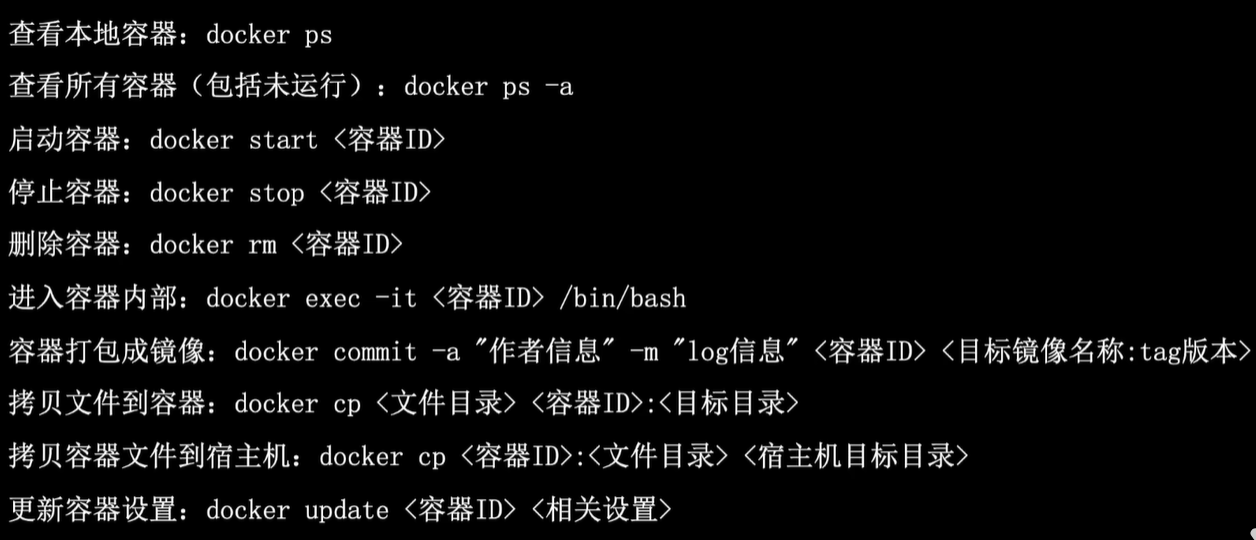 查看本地容器：docker ps
查看所有容器（包括未运行）：docker ps -a
启动容器：docker start <容器ID>
停止容器：docker stop <容器ID>
删除容器：docker rm <容器ID>
进入容器内部：docker exec -it <容器ID> /bin/bash
容器打包成镜像：docker commit -a "作者信息" -m "log信息" <容器ID> <目标镜像名称:tag版本>
拷贝文件到容器：docker cp <文件目录> <容器ID>:<目标目录>
拷贝容器文件到宿主机：docker cp <容器ID>:<文件目录> <宿主机目标目录>
更新容器设置：docker update <容器ID> <相关设置>